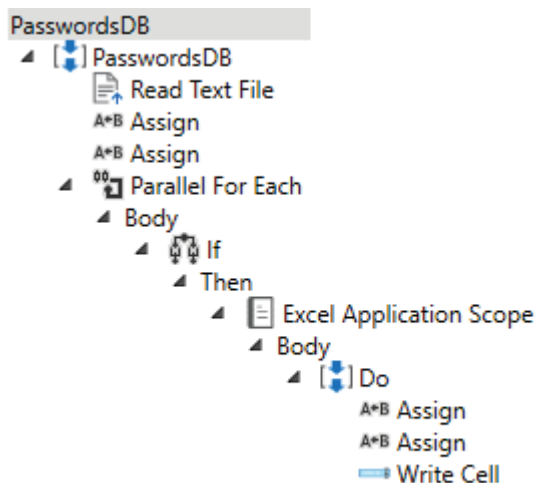 PasswordsDB
PasswordsDB
Read Text File
A←B Assign
A←B Assign
Parallel For Each
Body
If
Then
Excel Application Scope
Body
Do
A←B Assign
A←B Assign
Write Cell